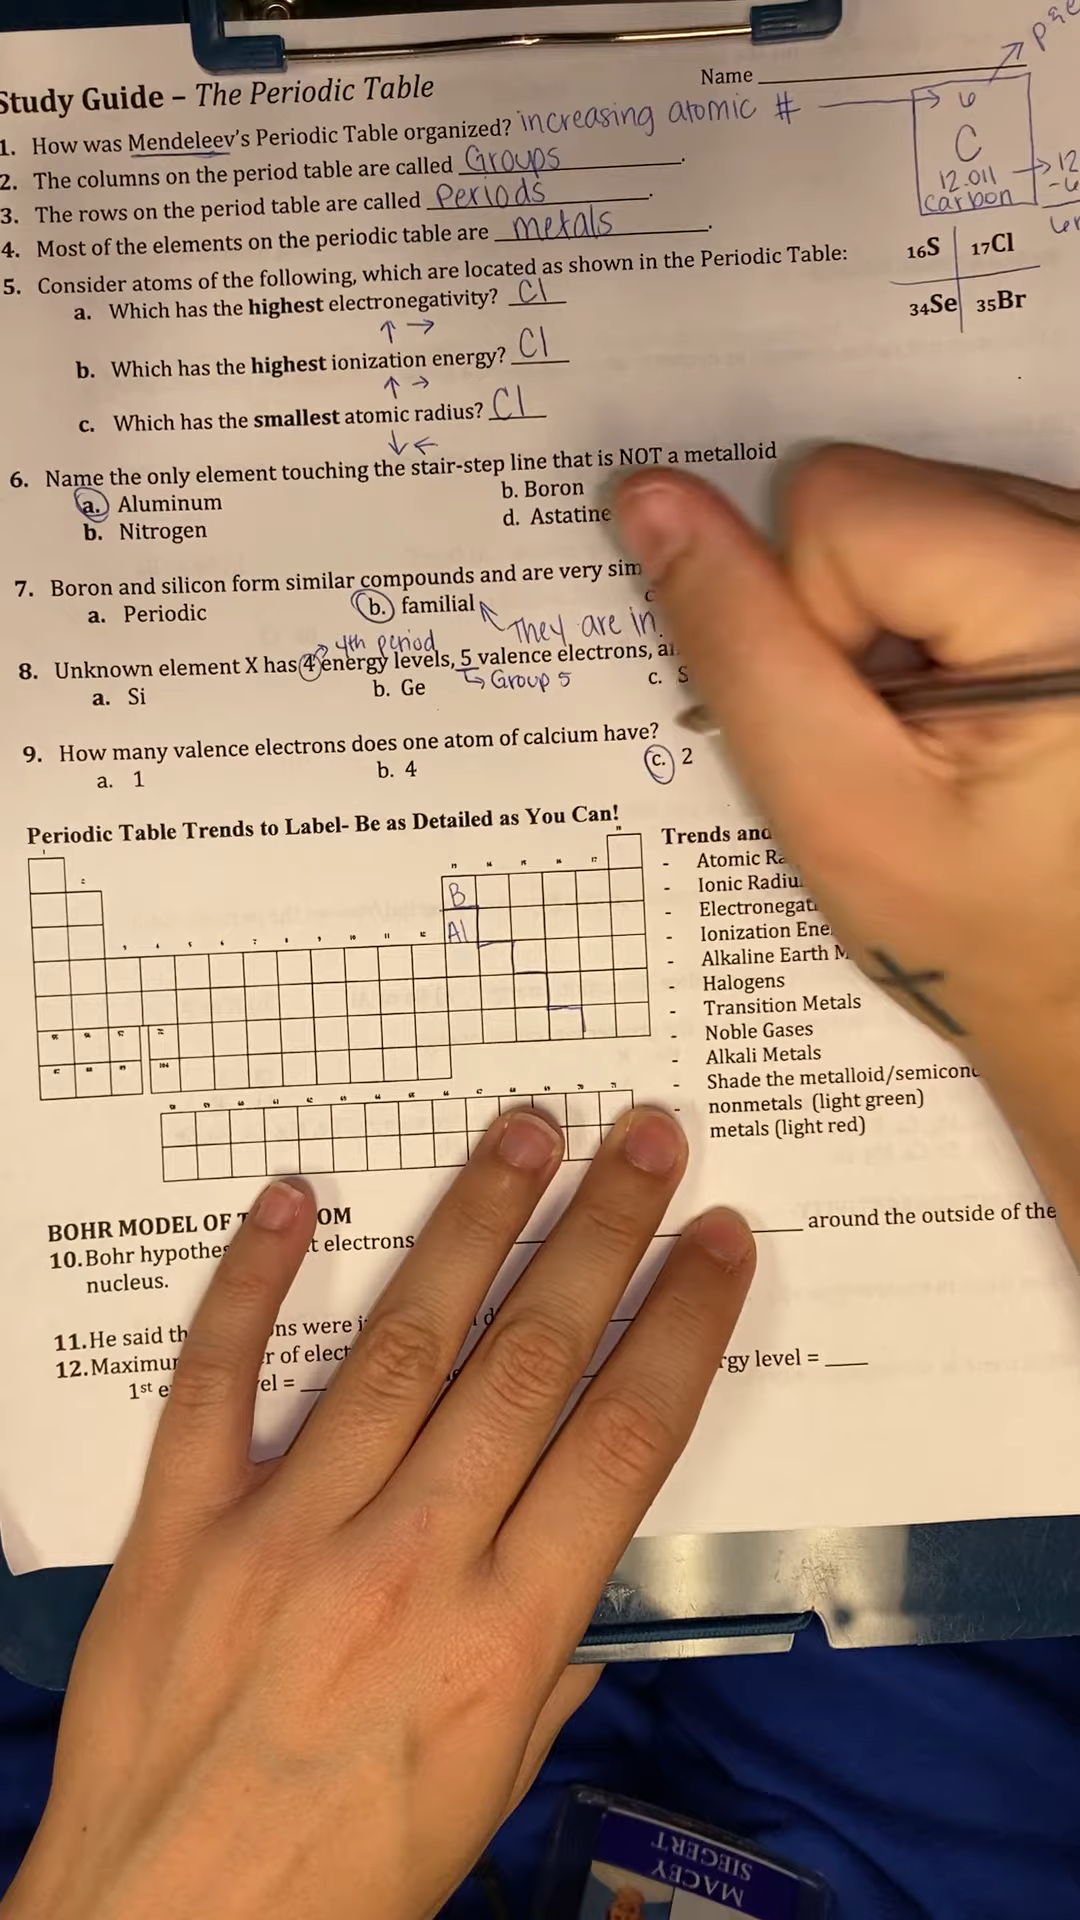 Study Guide – The Periodic Table
Name
1. How was Mendeleev's Periodic Table organized? increasing atomic #
2. The columns on the period table are called Groups.
3. The rows on the period table are called Periods.
4. Most of the elements on the periodic table are metals.
5. Consider atoms of the following, which are located as shown in the Periodic Table:
a. Which has the highest electronegativity? Cl
↑ →
b. Which has the highest ionization energy? Cl
↑ →
c. Which has the smallest atomic radius? Cl
↓ ←
6
C
12.011
carbon
→ 12
16S 17Cl
34Se 35Br
6. Name the only element touching the stair-step line that is NOT a metalloid
a. Aluminum b. Boron
b. Nitrogen d. Astatine
7. Boron and silicon form similar compounds and are very sim
a. Periodic b. familial c
They are in
4th period
8. Unknown element X has 4 energy levels, 5 valence electrons, a
Group 5
a. Si b. Ge c. S
9. How many valence electrons does one atom of calcium have?
a. 1 b. 4 c. 2
Periodic Table Trends to Label- Be as Detailed as You Can!
B
Al
Trends and
- Atomic Ra
- Ionic Radiu
- Electronegati
- Ionization Ene
- Alkaline Earth M
- Halogens
- Transition Metals
- Noble Gases
- Alkali Metals
- Shade the metalloid/semicond
- nonmetals (light green)
metals (light red)
BOHR MODEL OF T OM
10. Bohr hypothe t electrons around the outside of the
nucleus.
11. He said th ns were i
12. Maximu r of elect rgy level =
1st e el =
MACEY
SIEGERT